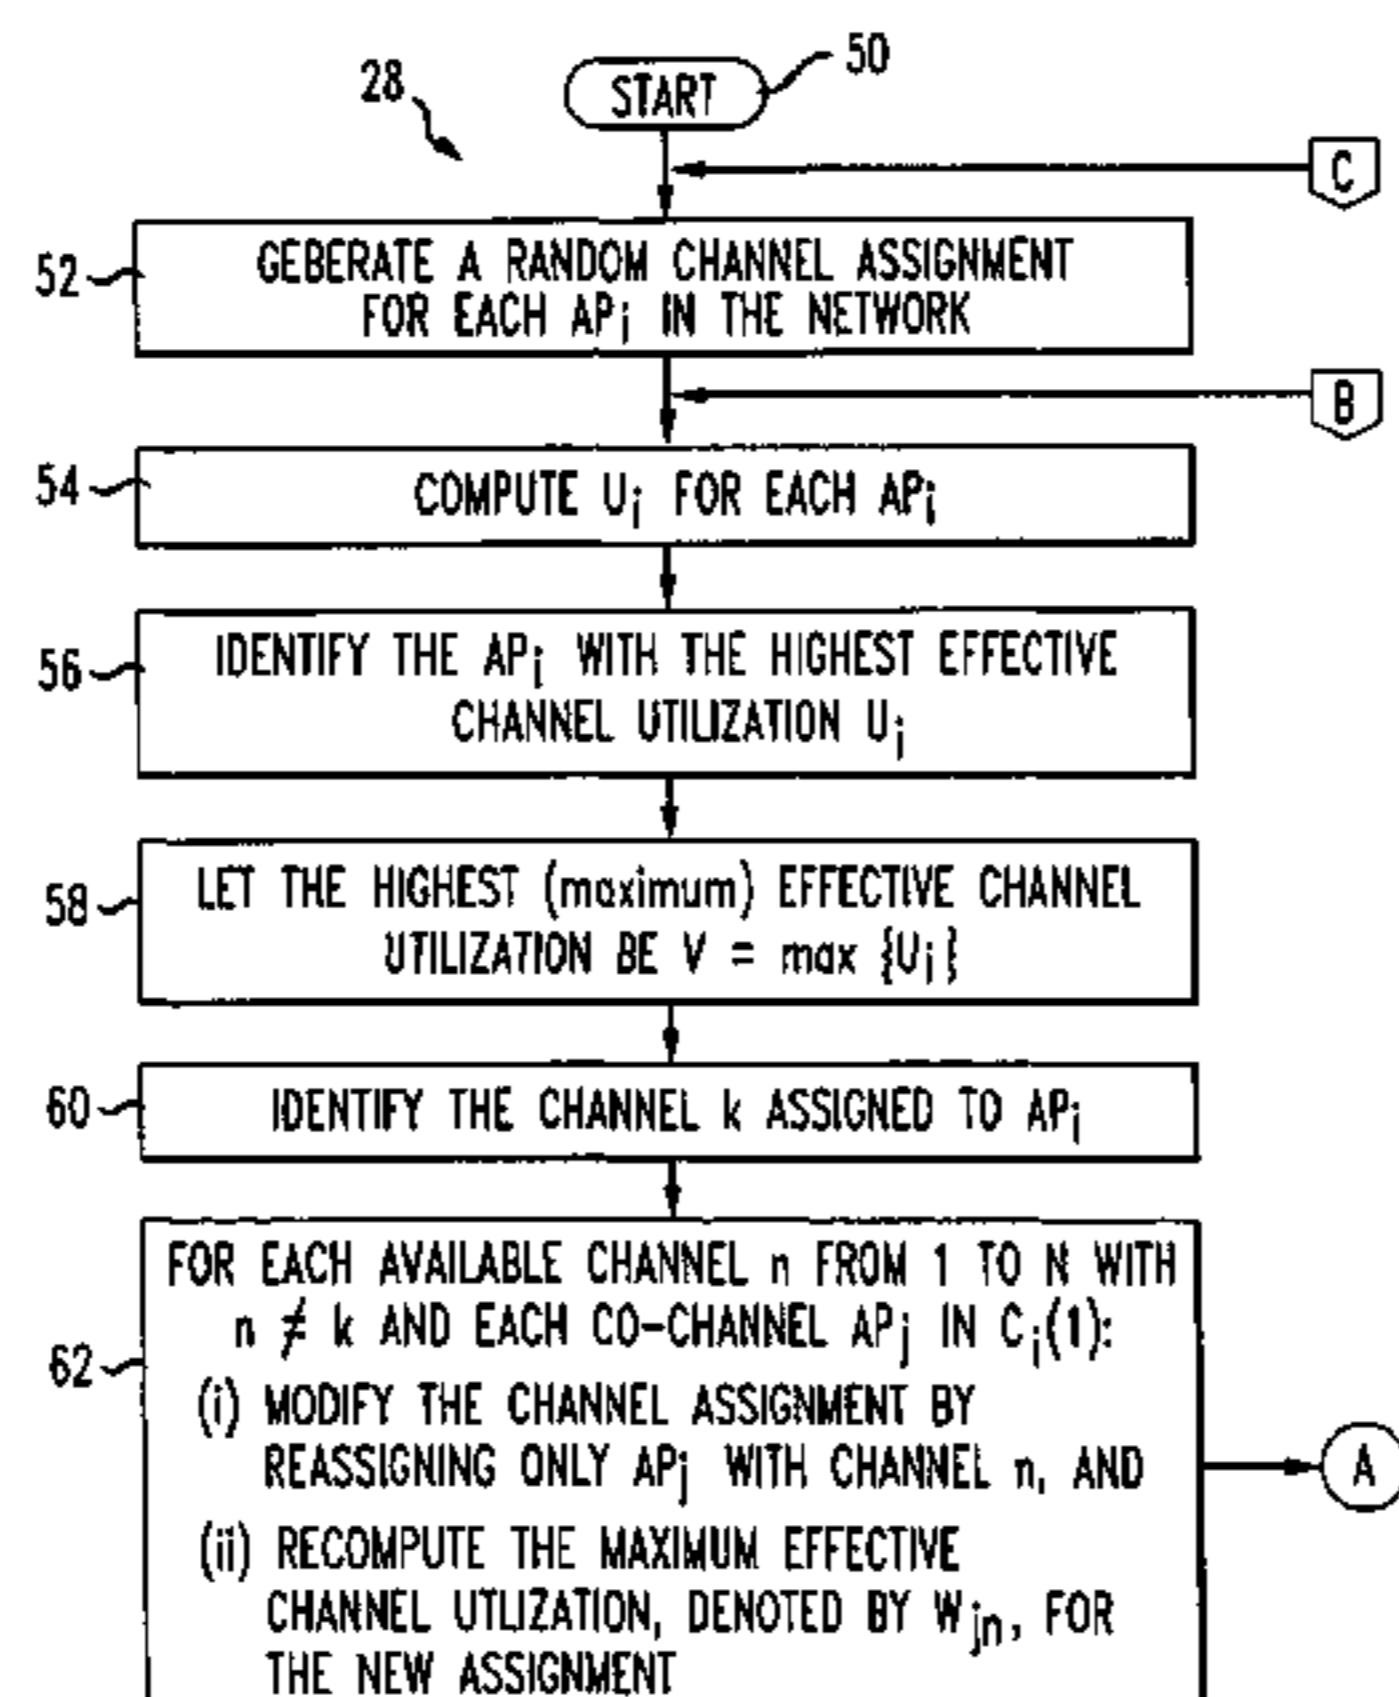 50
28
START
C
52
GEBERATE A RANDOM CHANNEL ASSIGNMENT
FOR EACH APi IN THE NETWORK
B
54
COMPUTE Ui FOR EACH APi
56
IDENTIFY THE APi WITH THE HIGHEST EFFECTIVE
CHANNEL UTILIZATION Ui
58
LET THE HIGHEST (maximum) EFFECTIVE CHANNEL
UTILIZATION BE V = max {Ui}
60
IDENTIFY THE CHANNEL k ASSIGNED TO APi
62
FOR EACH AVAILABLE CHANNEL n FROM 1 TO N WITH
n ≠ k AND EACH CO-CHANNEL APj IN Ci(1):
(i) MODIFY THE CHANNEL ASSIGNMENT BY
REASSIGNING ONLY APj WITH CHANNEL n, AND
A
(ii) RECOMPUTE THE MAXIMUM EFFECTIVE
CHANNEL UTLIZATION, DENOTED BY Wjn, FOR
THE NEW ASSIGNMENT